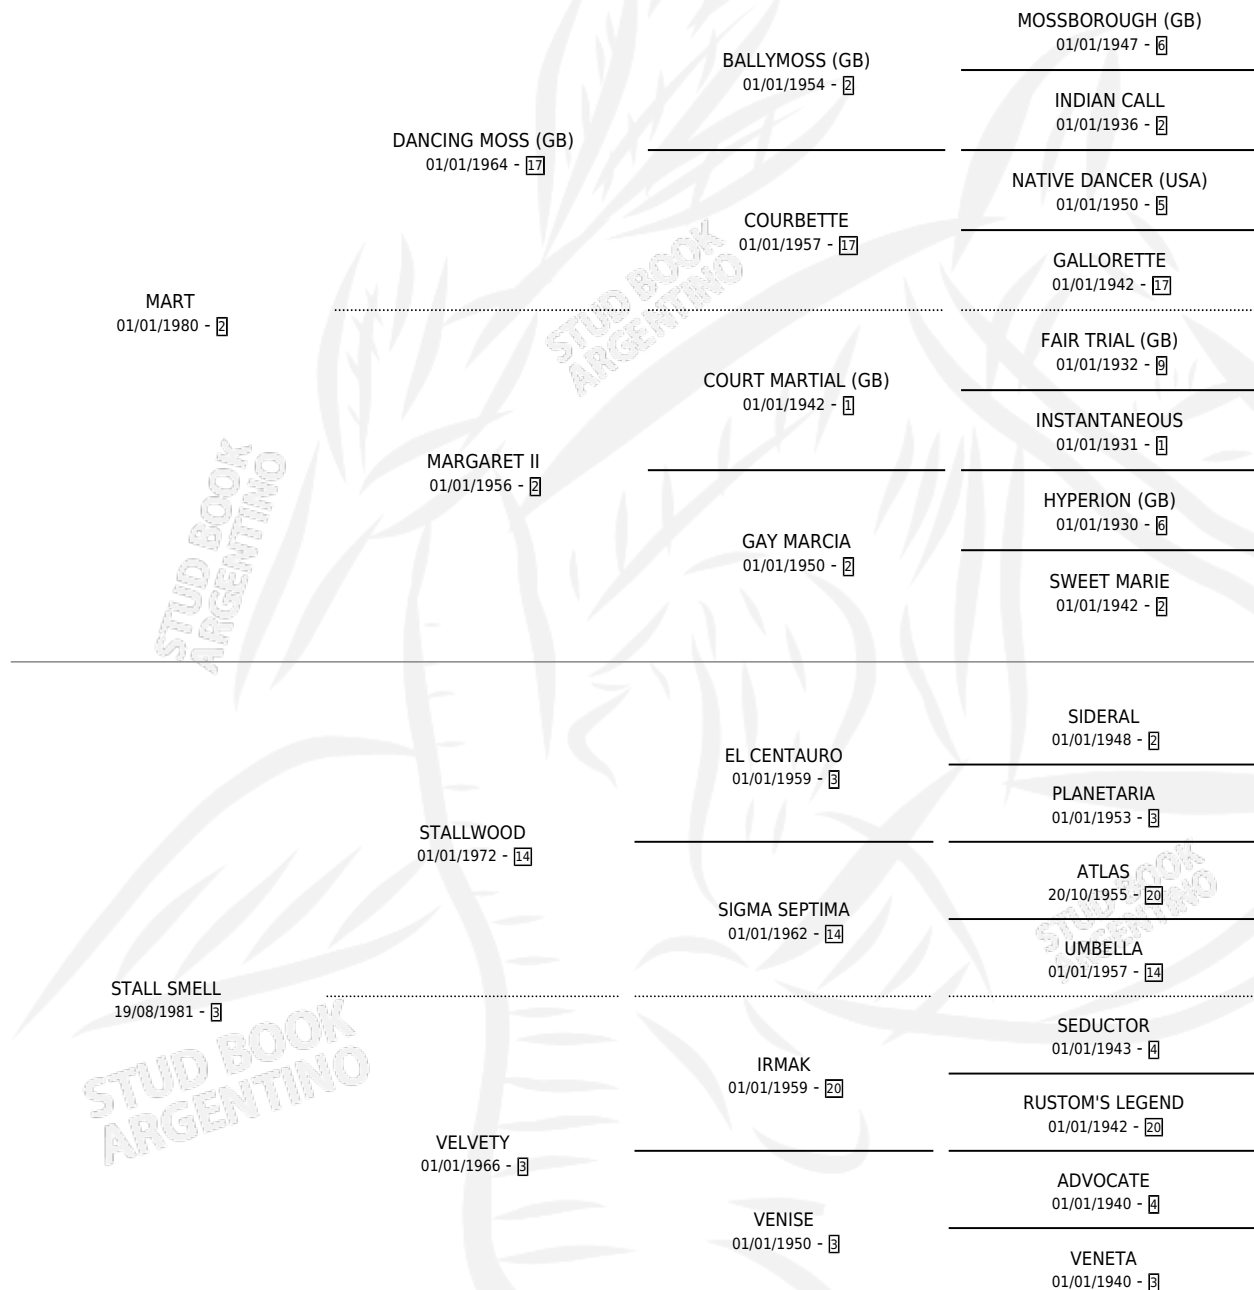 MOSSBOROUGH (GB)
01/01/1947 - 6
BALLYMOSS (GB)
01/01/1954 - 2
INDIAN CALL
01/01/1936 - 2
DANCING MOSS (GB)
01/01/1964 - 17
NATIVE DANCER (USA)
01/01/1950 - 5
COURBETTE
01/01/1957 - 17
GALLORETTE
01/01/1942 - 17
MART
01/01/1980 - 2
STUD BOOK
ARGENTINO
FAIR TRIAL (GB)
01/01/1932 - 9
COURT MARTIAL (GB)
01/01/1942 - 1
INSTANTANEOUS
01/01/1931 - 1
MARGARET II
01/01/1956 - 2
HYPERION (GB)
01/01/1930 - 6
GAY MARCIA
01/01/1950 - 2
SWEET MARIE
01/01/1942 - 2
STUD BOOK
ARGENTINO
SIDERAL
01/01/1948 - 2
EL CENTAURO
01/01/1959 - 3
PLANETARIA
01/01/1953 - 3
STALLWOOD
01/01/1972 - 14
ATLAS
20/10/1955 - 20
SIGMA SEPTIMA
01/01/1962 - 14
STUD BOOK
ARGENTINO
UMBELLA
01/01/1957 - 14
STALL SMELL
19/08/1981 - 3
STUD BOOK
ARGENTINO
SEDUCTOR
01/01/1943 - 4
IRMAK
01/01/1959 - 20
RUSTOM'S LEGEND
01/01/1942 - 20
VELVETY
01/01/1966 - 3
ADVOCATE
01/01/1940 - 4
VENISE
01/01/1950 - 3
VENETA
01/01/1940 - 3